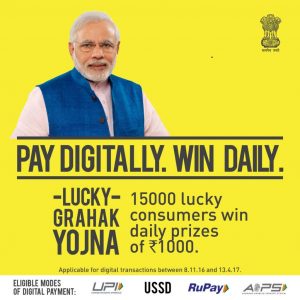 PAY DIGITALLY. WIN DAILY.
-LUCKY-
GRAHAK
YOJNA
15000 lucky
consumers win
daily prizes
of ₹1000.
Applicable for digital transactions between 8.11.16 and 13.4.17.
ELIGIBLE MODES
OF DIGITAL PAYMENT:
UPI
USSD
RuPay
AEPS